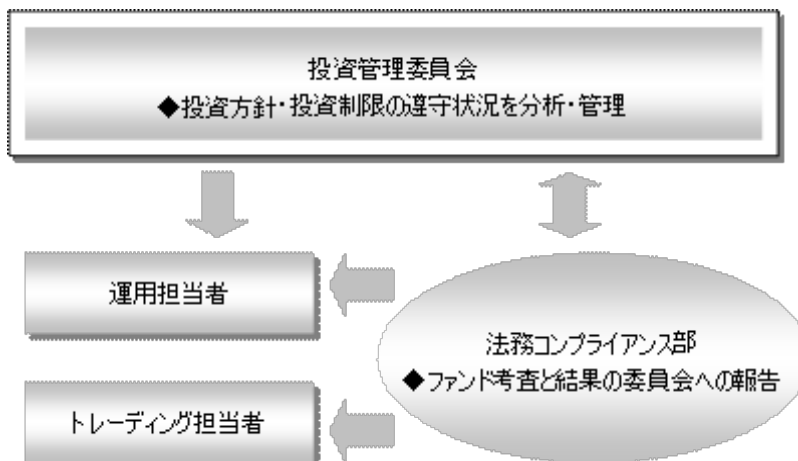 投資管理委員会
◆投資方針・投資制限の遵守状況を分析・管理
運用担当者
法務コンプライアンス部
◆ファンド考査と結果の委員会への報告
トレーディング担当者